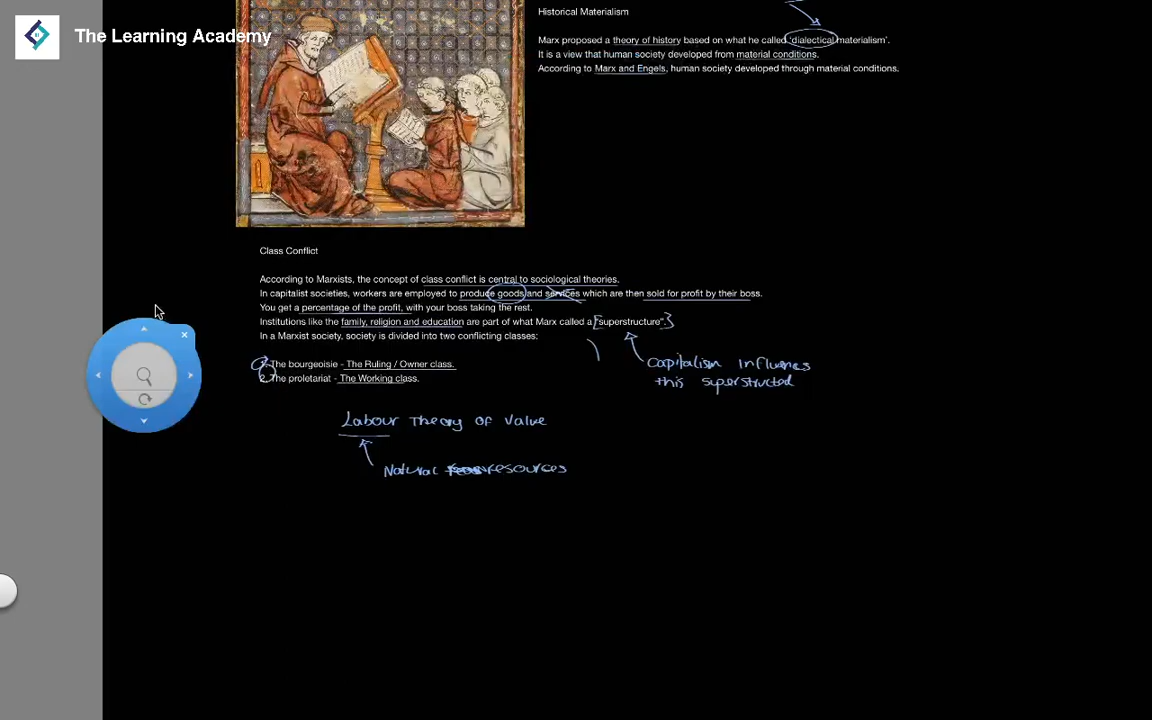 The Learning Academy
Historical Materialism
Marx proposed a theory of history based on what he called 'dialectical materialism'.
It is a view that human society developed from material conditions.
According to Marx and Engels, human society developed through material conditions.
Class Conflict
According to Marxists, the concept of class conflict is central to sociological theories.
In capitalist societies, workers are employed to produce goods and services which are then sold for profit by their boss.
You get a percentage of the profit, with your boss taking the rest.
Institutions like the family, religion and education are part of what Marx called a "superstructure".
In a Marxist society, society is divided into two conflicting classes:
1. The bourgeoisie - The Ruling / Owner class.
2. The proletariat - The Working class.
Capitalism influences
this superstructed
Labour Theory of Value
Natural resources